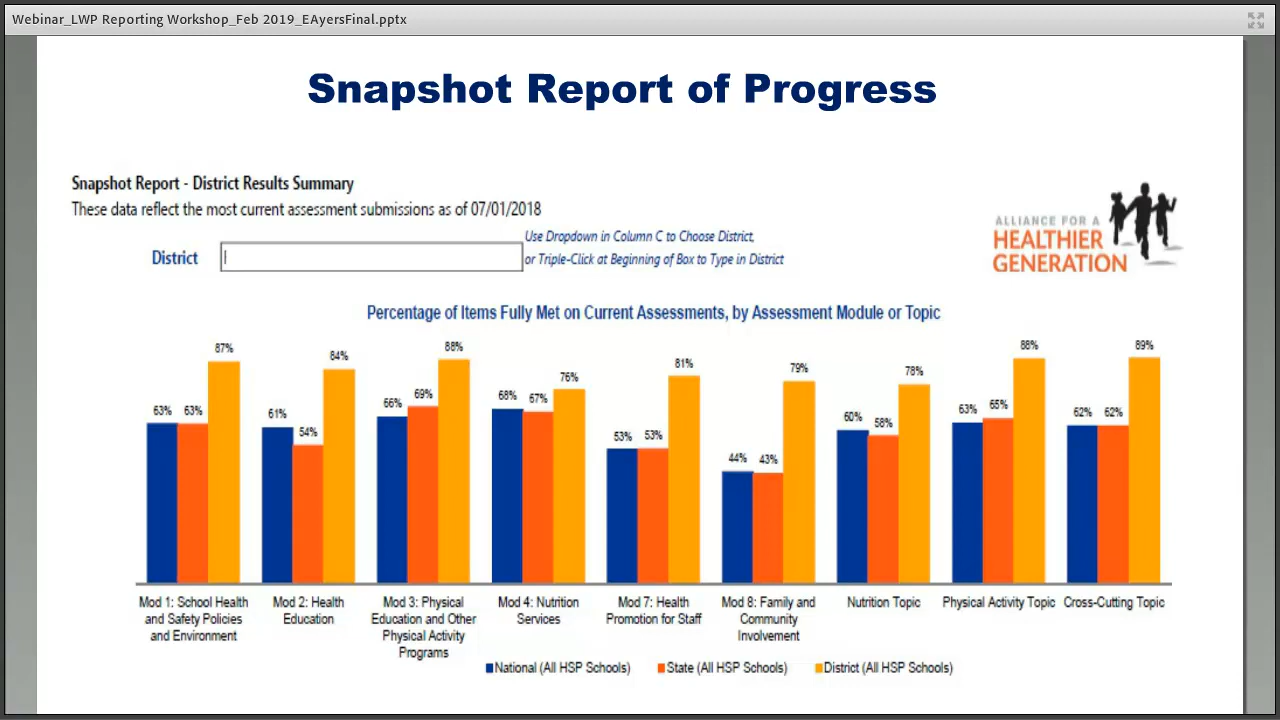 Webinar_LWP Reporting Workshop_Feb 2019_EAyersFinal.pptx
Snapshot Report of Progress
Snapshot Report - District Results Summary
These data reflect the most current assessment submissions as of 07/01/2018
District
Use Dropdown in Column C to Choose District,
or Triple-Click at Beginning of Box to Type in District
ALLIANCE FOR A
HEALTHIER
GENERATION
Percentage of Items Fully Met on Current Assessments, by Assessment Module or Topic
63% 63% 87%
61% 54% 84%
66% 69% 88%
68% 67% 76%
53% 53% 81%
44% 43% 79%
60% 58% 78%
63% 65% 88%
62% 62% 89%
Mod 1: School Health
and Safety Policies
and Environment
Mod 2: Health
Education
Mod 3: Physical
Education and Other
Physical Activity
Programs
Mod 4: Nutrition
Services
Mod 7: Health
Promotion for Staff
Mod 8: Family and
Community
Involvement
Nutrition Topic
Physical Activity Topic
Cross-Cutting Topic
National (All HSP Schools)
State (All HSP Schools)
District (All HSP Schools)